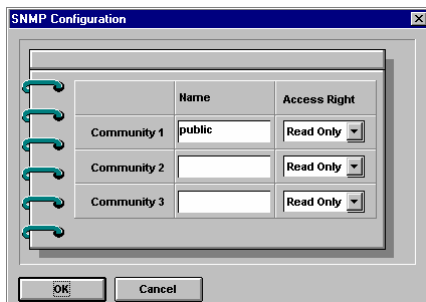 SNMP Configuration
Name Access Right
Community 1 public Read Only
Community 2 Read Only
Community 3 Read Only
OK Cancel